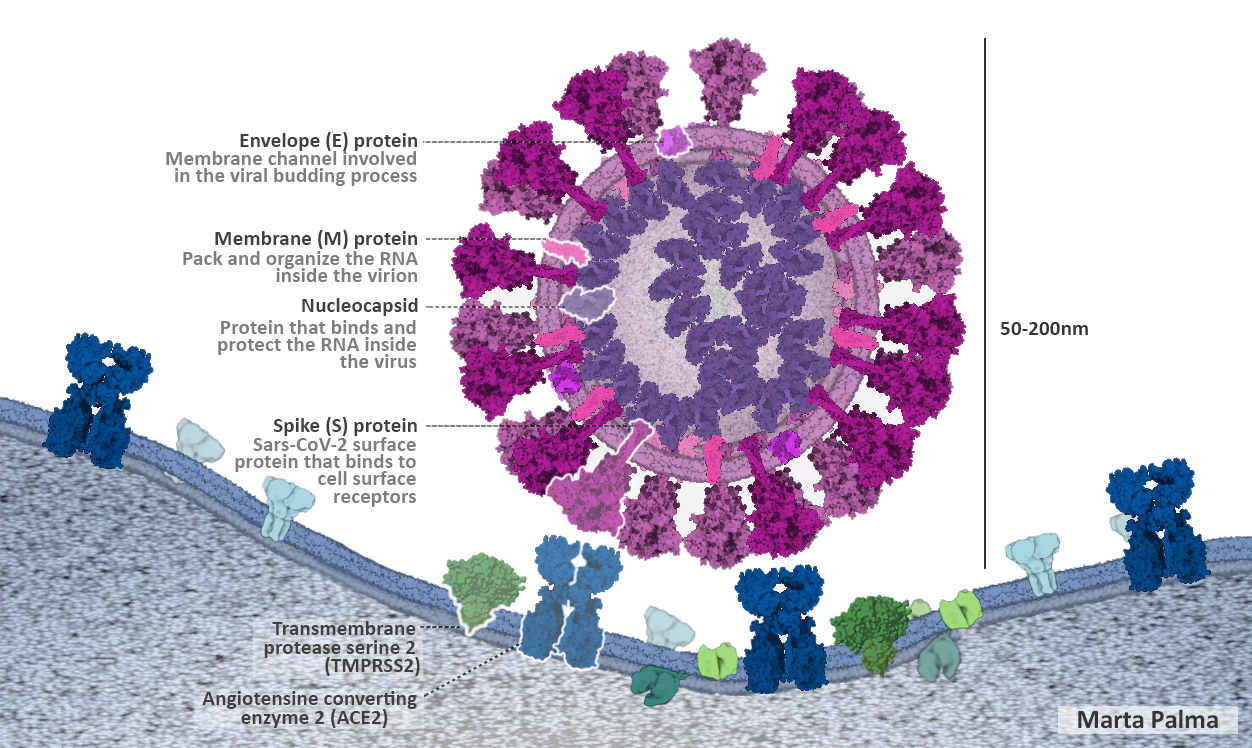 Envelope (E) protein
Membrane channel involved
in the viral budding process
Membrane (M) protein
Pack and organize the RNA
inside the virion
Nucleocapsid
Protein that binds and
protect the RNA inside
the virus
50-200nm
Spike (S) protein
Sars-CoV-2 surface
protein that binds to
cell surface
receptors
Transmembrane
protease serine 2
(TMPRSS2)
Angiotensine converting
enzyme 2 (ACE2)
Marta Palma